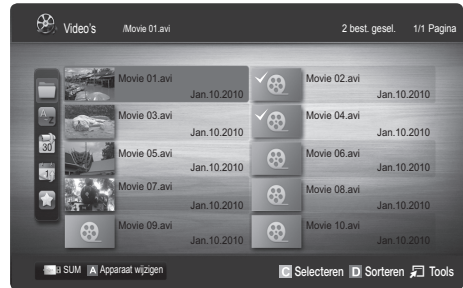 Video's /Movie 01.avi 2 best. gesel. 1/1 Pagina
Movie 01.avi Movie 02.avi
Jan.10.2010 Jan.10.2010
Movie 03.avi Movie 04.avi
Jan.10.2010 Jan.10.2010
Movie 05.avi Movie 06.avi
Jan.10.2010 Jan.10.2010
Movie 07.avi Movie 08.avi
Jan.10.2010 Jan.10.2010
Movie 09.avi Movie 10.avi
Jan.10.2010 Jan.10.2010
SUM A Apparaat wijzigen C Selecteren D Sorteren Tools